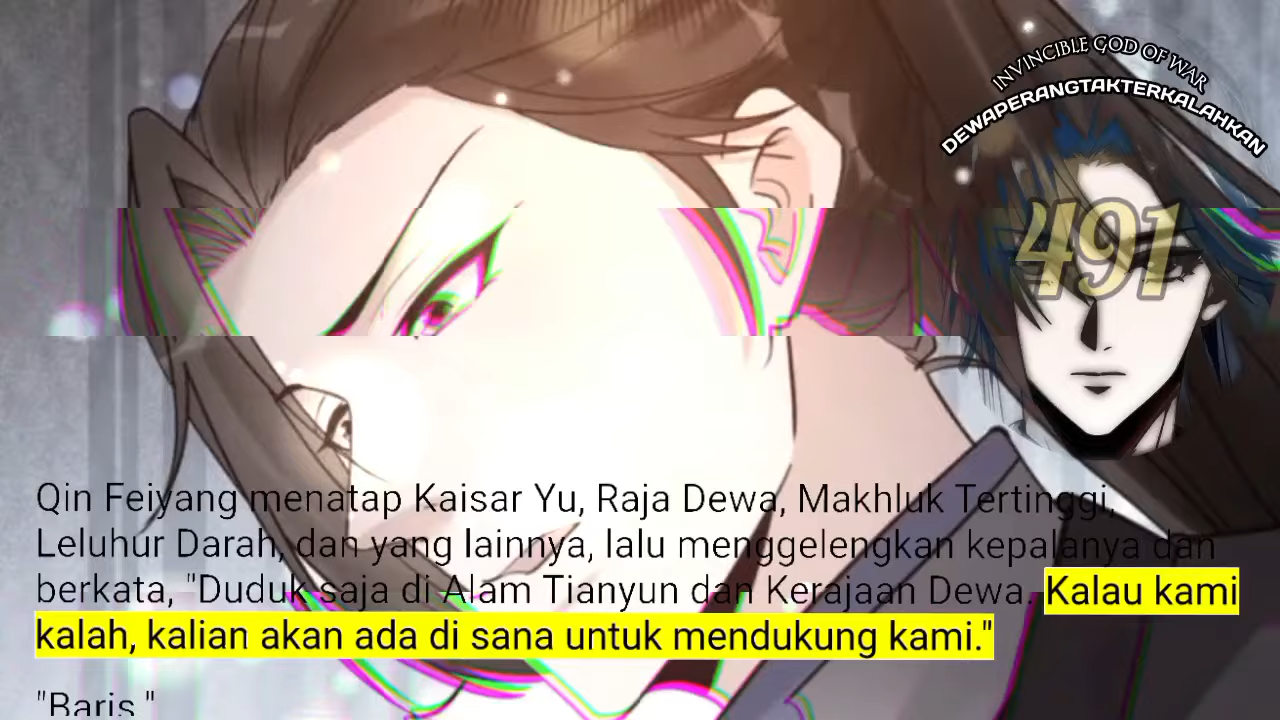 INVINCIBLE GOD OF WAR
DEWAPERANGTAKTERKALAHKAN
491
Qin Feiyang menatap Kaisar Yu, Raja Dewa, Makhluk Tertinggi,
Leluhur Darah, dan yang lainnya, lalu menggelengkan kepalanya dan
berkata, "Duduk saja di Alam Tianyun dan Kerajaan Dewa. Kalau kami
kalah, kalian akan ada di sana untuk mendukung kami."
"Baris."